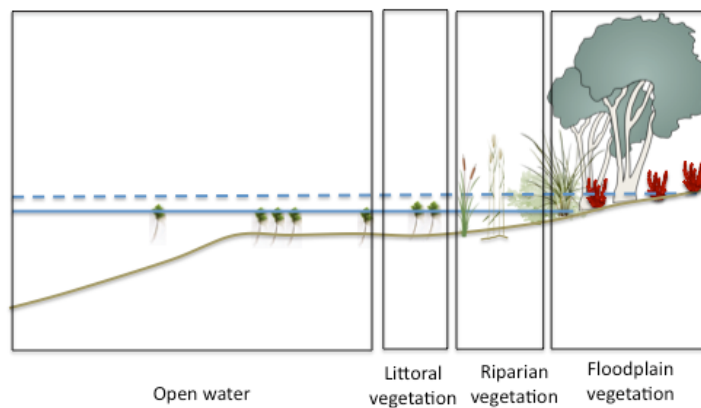 Open water
Littoral
vegetation
Riparian
vegetation
Floodplain
vegetation